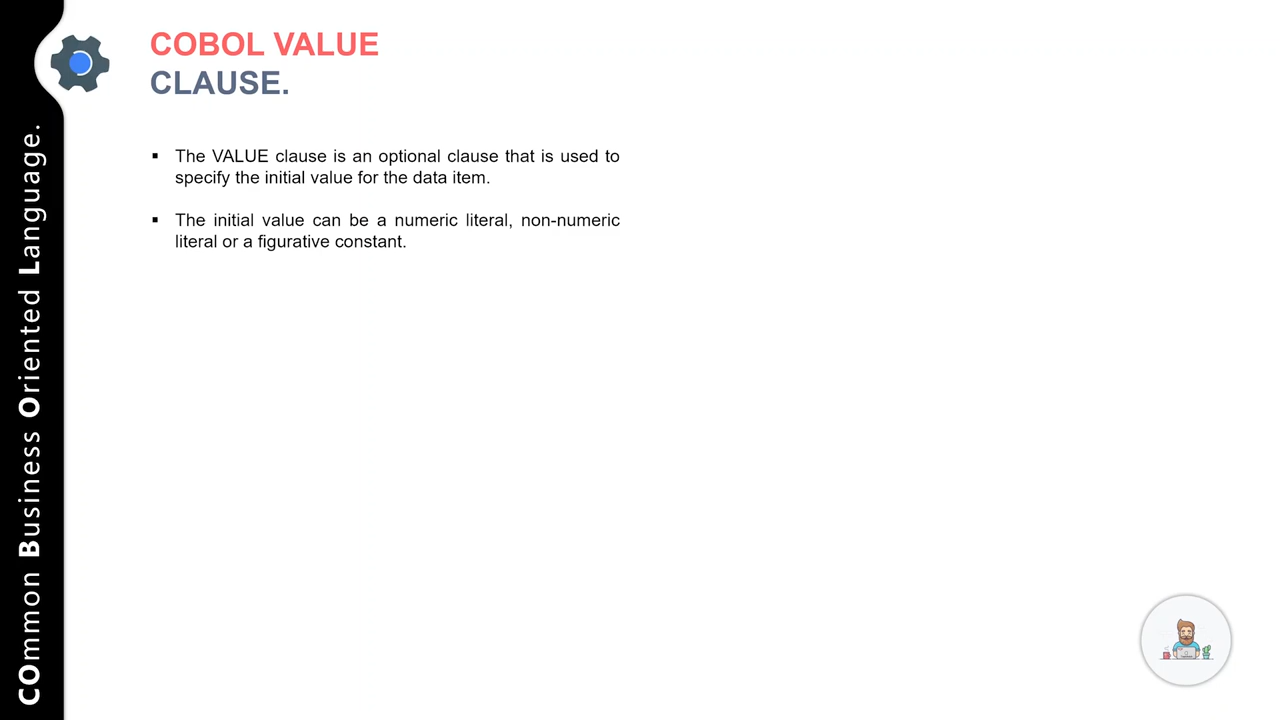 COBOL VALUE
CLAUSE.
▪ The VALUE clause is an optional clause that is used to
specify the initial value for the data item.
▪ The initial value can be a numeric literal, non-numeric
literal or a figurative constant.
COmmon Business Oriented Language.